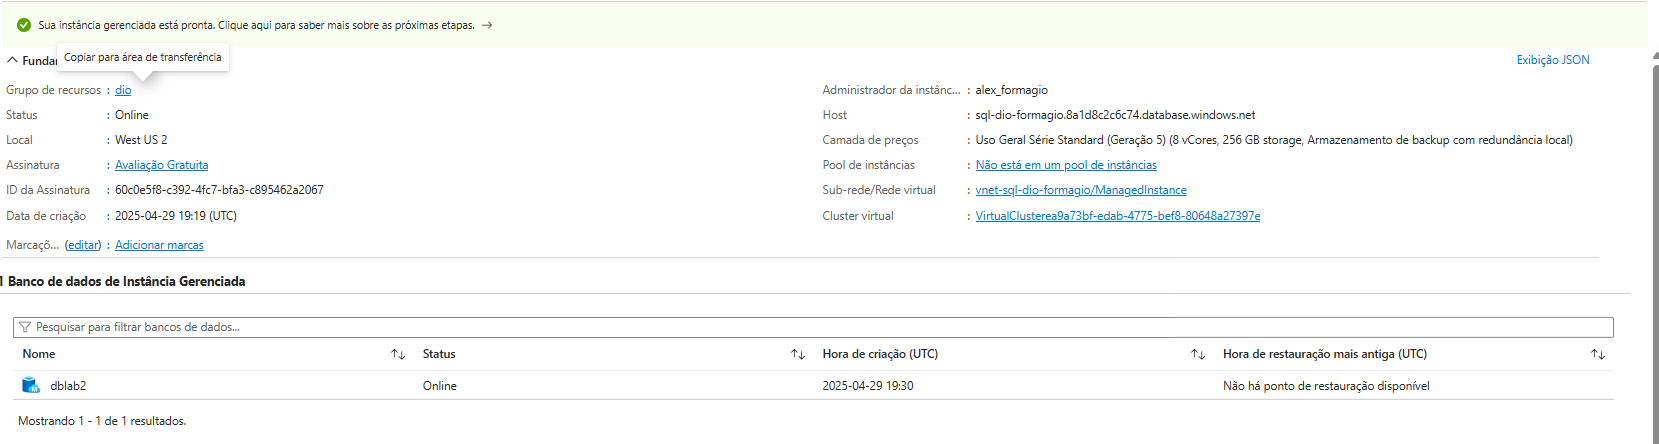 Sua instância gerenciada está pronta. Clique aqui para saber mais sobre as próximas etapas. →
Copiar para área de transferência
Exibição JSON
Grupo de recursos : dio
Status : Online
Local : West US 2
Assinatura : Avaliação Gratuita
ID da Assinatura : 60c0e5f8-c392-4fc7-bfa3-c895462a2067
Data de criação : 2025-04-29 19:19 (UTC)
Marcaçõ... (editar) : Adicionar marcas
Administrador da instânc... : alex_formagio
Host : sql-dio-formagio.8a1d8c2c6c74.database.windows.net
Camada de preços : Uso Geral Série Standard (Geração 5) (8 vCores, 256 GB storage, Armazenamento de backup com redundância local)
Pool de instâncias : Não está em um pool de instâncias
Sub-rede/Rede virtual : vnet-sql-dio-formagio/ManagedInstance
Cluster virtual : VirtualClustera9a73bf-edab-4775-bef8-80648a27397e
1 Banco de dados de Instância Gerenciada
Pesquisar para filtrar bancos de dados...
Nome ↑↓ Status ↑↓ Hora de criação (UTC) ↑↓ Hora de restauração mais antiga (UTC) ↑↓
dblab2 Online 2025-04-29 19:30 Não há ponto de restauração disponível
Mostrando 1 - 1 de 1 resultados.